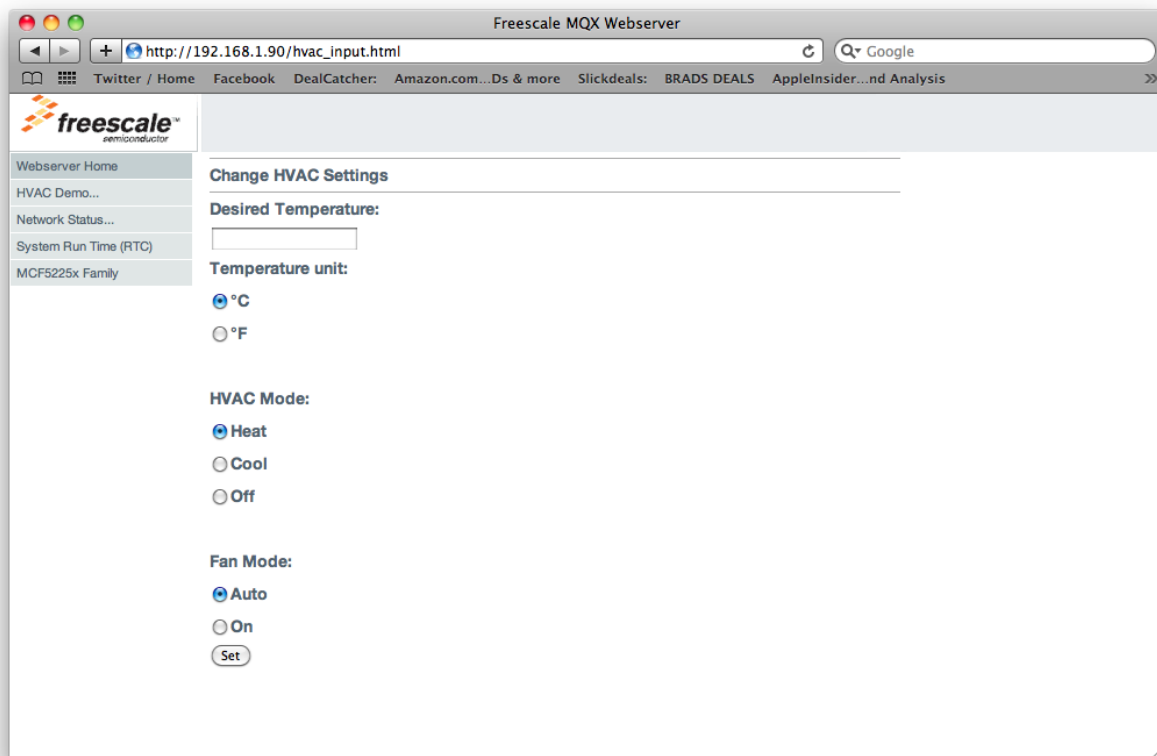 Freescale MQX Webserver
http://192.168.1.90/hvac_input.html
Google
Twitter / Home Facebook DealCatcher: Amazon.com...Ds & more Slickdeals: BRADS DEALS AppleInsider...nd Analysis
freescale™
semiconductor
Webserver Home
HVAC Demo...
Network Status...
System Run Time (RTC)
MCF5225x Family
Change HVAC Settings
Desired Temperature:
Temperature unit:
°C
°F
HVAC Mode:
Heat
Cool
Off
Fan Mode:
Auto
On
Set